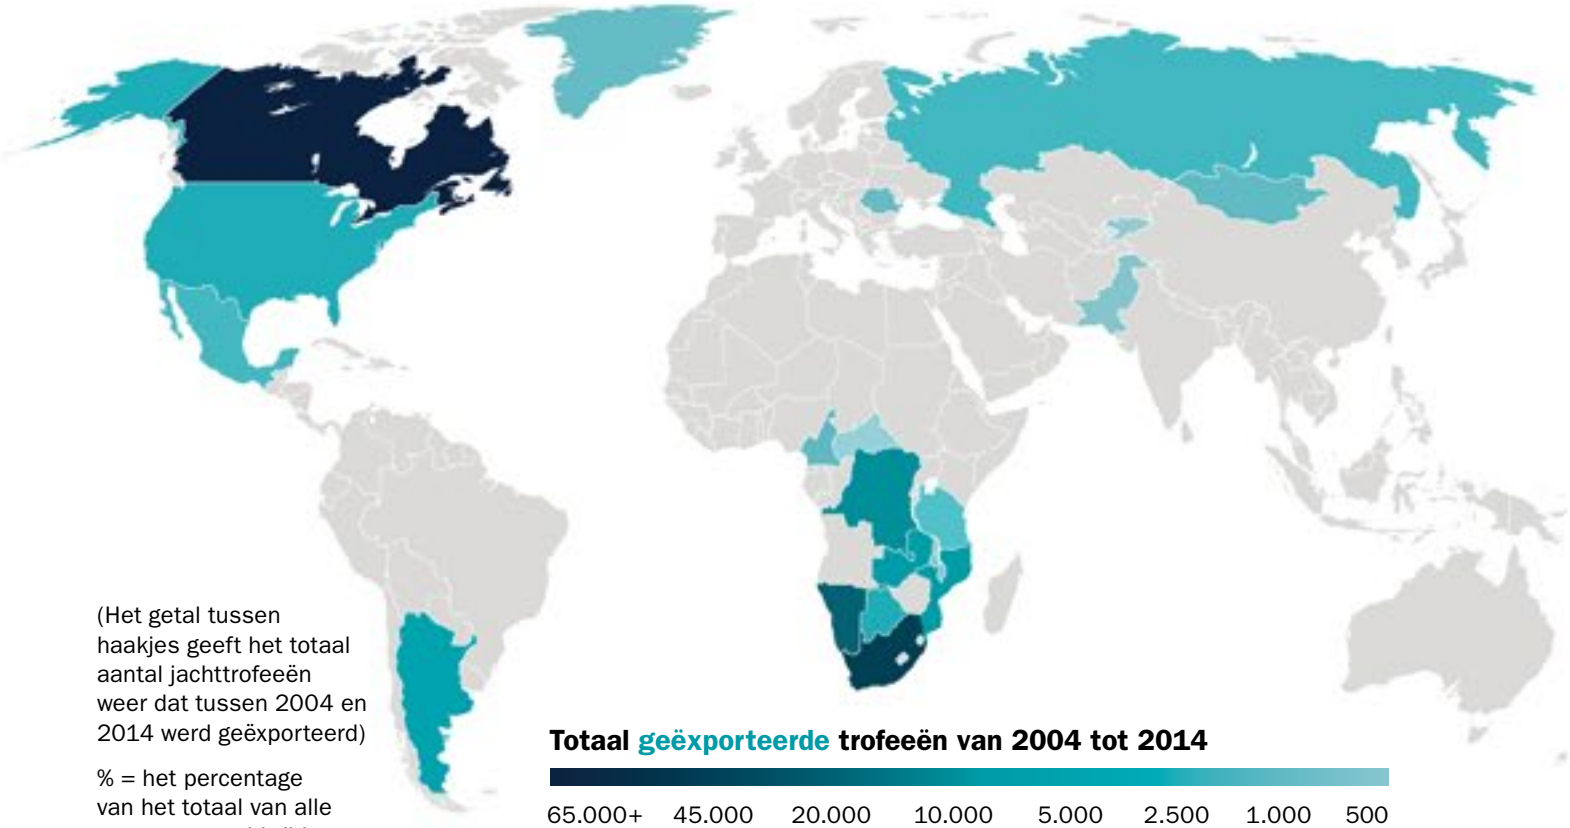 (Het getal tussen
haakjes geeft het totaal
aantal jachttrofeeën
weer dat tussen 2004 en
2014 werd geëxporteerd)
% = het percentage
van het totaal van alle
Totaal geëxporteerde trofeeën van 2004 tot 2014
65.000+ 45.000 20.000 10.000 5.000 2.500 1.000 500